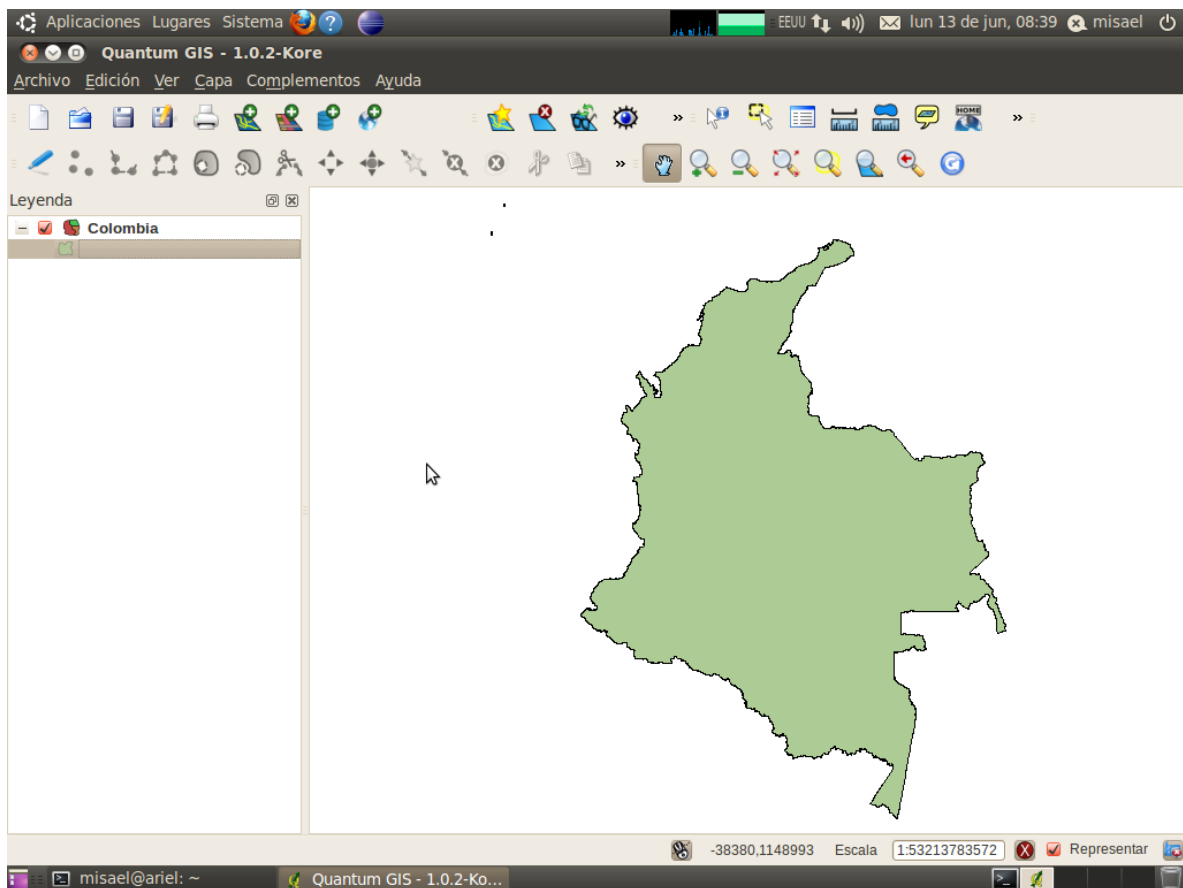 Aplicaciones Lugares Sistema ? EEUU lun 13 de jun, 08:39 misael
Quantum GIS - 1.0.2-Kore
Archivo Edición Ver Capa Complementos Ayuda
HOME
Leyenda
Colombia
-38380,1148993 Escala 1:53213783572 Representar
misael@ariel: ~ Quantum GIS - 1.0.2-Ko...